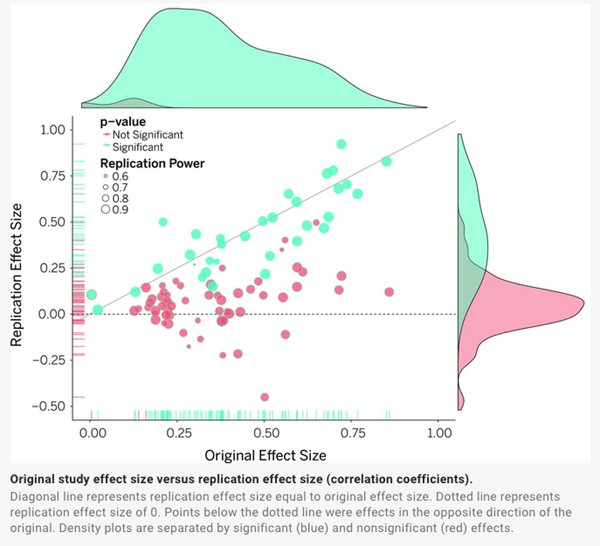 p−value
Not Significant
Significant
Replication Power
0.6
0.7
0.8
0.9
1.00
0.75
0.50
0.25
0.00
−0.25
−0.50
Replication Effect Size
0.00 0.25 0.50 0.75 1.00
Original Effect Size
Original study effect size versus replication effect size (correlation coefficients).
Diagonal line represents replication effect size equal to original effect size. Dotted line represents
replication effect size of 0. Points below the dotted line were effects in the opposite direction of the
original. Density plots are separated by significant (blue) and nonsignificant (red) effects.